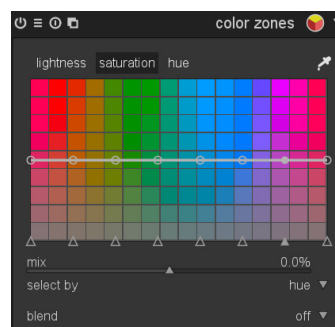 color zones
lightness saturation hue
mix 0.0%
select by hue
blend off